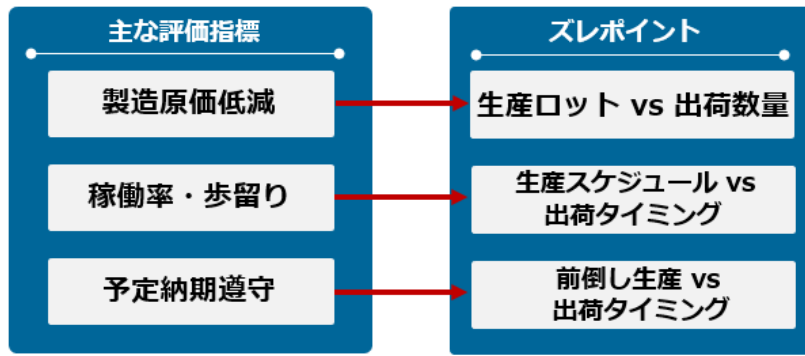 主な評価指標
製造原価低減
稼働率・歩留り
予定納期遵守
ズレポイント
生産ロット vs 出荷数量
生産スケジュール vs
出荷タイミング
前倒し生産 vs
出荷タイミング